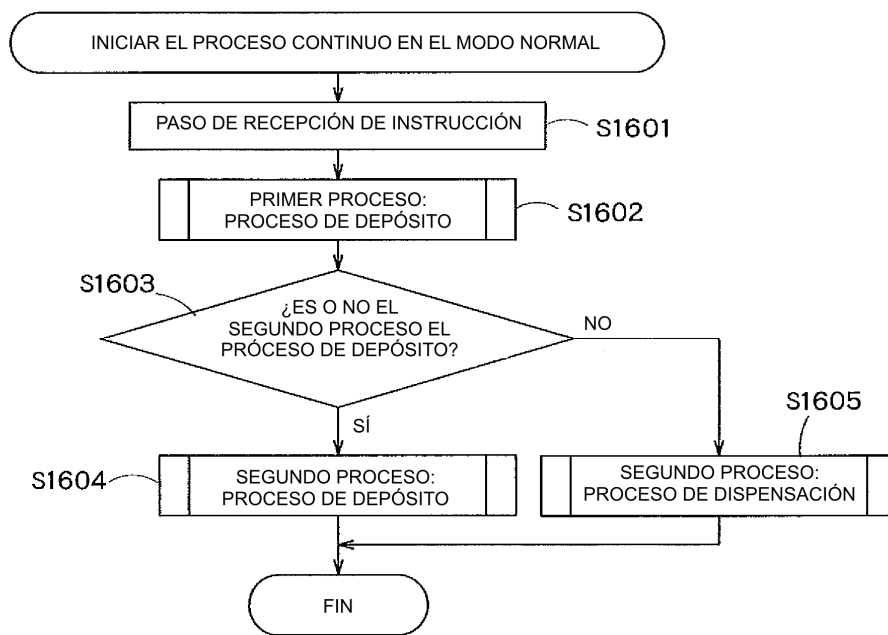 INICIAR EL PROCESO CONTINUO EN EL MODO NORMAL
PASO DE RECEPCIÓN DE INSTRUCCIÓN
S1601
PRIMER PROCESO:
PROCESO DE DEPÓSITO
S1602
S1603
¿ES O NO EL
SEGUNDO PROCESO EL
PRÓCESO DE DEPÓSITO?
NO
SÍ
S1604
SEGUNDO PROCESO:
PROCESO DE DEPÓSITO
S1605
SEGUNDO PROCESO:
PROCESO DE DISPENSACIÓN
FIN